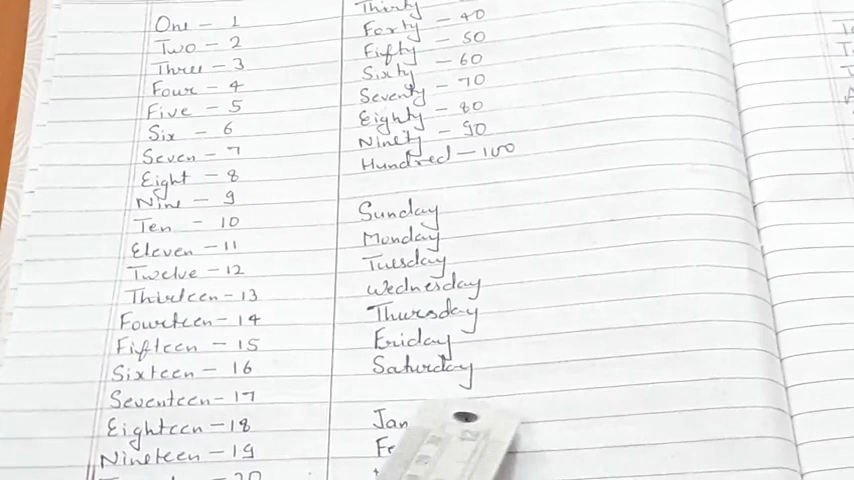 One - 1
Two - 2
Three - 3
Four - 4
Five - 5
Six - 6
Seven - 7
Eight - 8
Nine - 9
Ten - 10
Eleven - 11
Twelve - 12
Thirteen - 13
Fourteen - 14
Fifteen - 15
Sixteen - 16
Seventeen - 17
Eighteen - 18
Nineteen - 19
20
Thirty
Forty - 40
Fifty - 50
Sixty - 60
Seventy - 70
Eighty - 80
Ninety - 90
Hundred - 100
Sunday
Monday
Tuesday
Wednesday
Thursday
Friday
Saturday
Jan
Fe